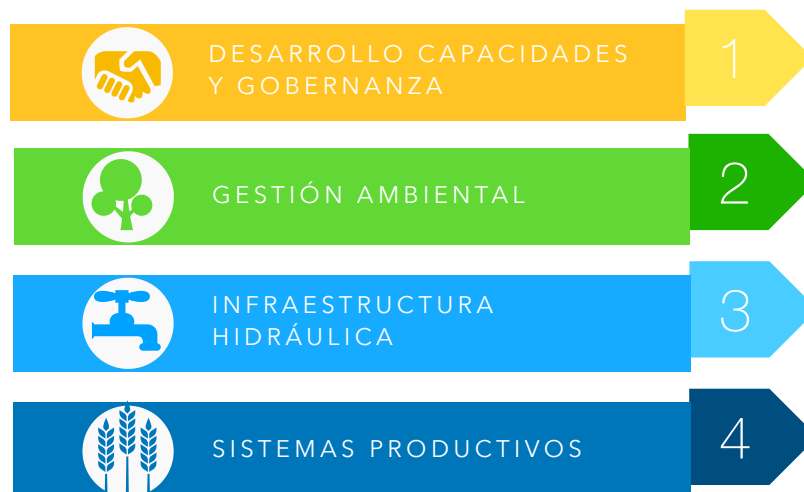 DESARROLLO CAPACIDADES
Y GOBERNANZA
1
GESTIÓN AMBIENTAL
2
INFRAESTRUCTURA
HIDRÁULICA
3
SISTEMAS PRODUCTIVOS
4